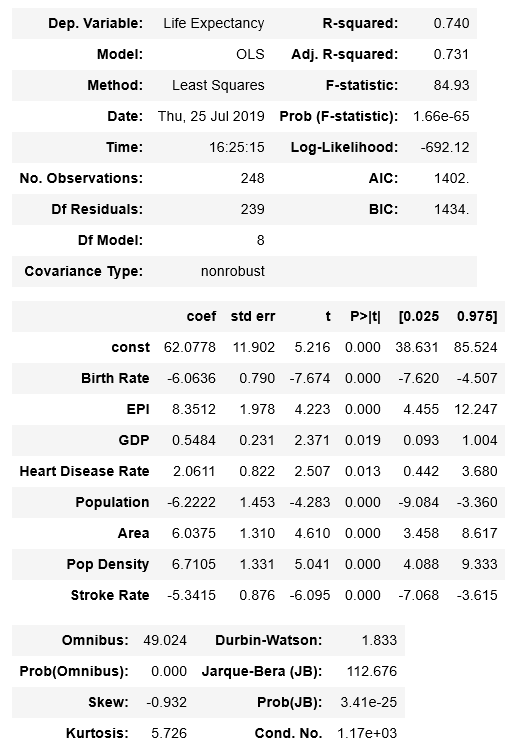 Dep. Variable: Life Expectancy R-squared: 0.740
Model: OLS Adj. R-squared: 0.731
Method: Least Squares F-statistic: 84.93
Date: Thu, 25 Jul 2019 Prob (F-statistic): 1.66e-65
Time: 16:25:15 Log-Likelihood: -692.12
No. Observations: 248 AIC: 1402.
Df Residuals: 239 BIC: 1434.
Df Model: 8
Covariance Type: nonrobust
coef std err t P>|t| [0.025 0.975]
const 62.0778 11.902 5.216 0.000 38.631 85.524
Birth Rate -6.0636 0.790 -7.674 0.000 -7.620 -4.507
EPI 8.3512 1.978 4.223 0.000 4.455 12.247
GDP 0.5484 0.231 2.371 0.019 0.093 1.004
Heart Disease Rate 2.0611 0.822 2.507 0.013 0.442 3.680
Population -6.2222 1.453 -4.283 0.000 -9.084 -3.360
Area 6.0375 1.310 4.610 0.000 3.458 8.617
Pop Density 6.7105 1.331 5.041 0.000 4.088 9.333
Stroke Rate -5.3415 0.876 -6.095 0.000 -7.068 -3.615
Omnibus: 49.024 Durbin-Watson: 1.833
Prob(Omnibus): 0.000 Jarque-Bera (JB): 112.676
Skew: -0.932 Prob(JB): 3.41e-25
Kurtosis: 5.726 Cond. No. 1.17e+03